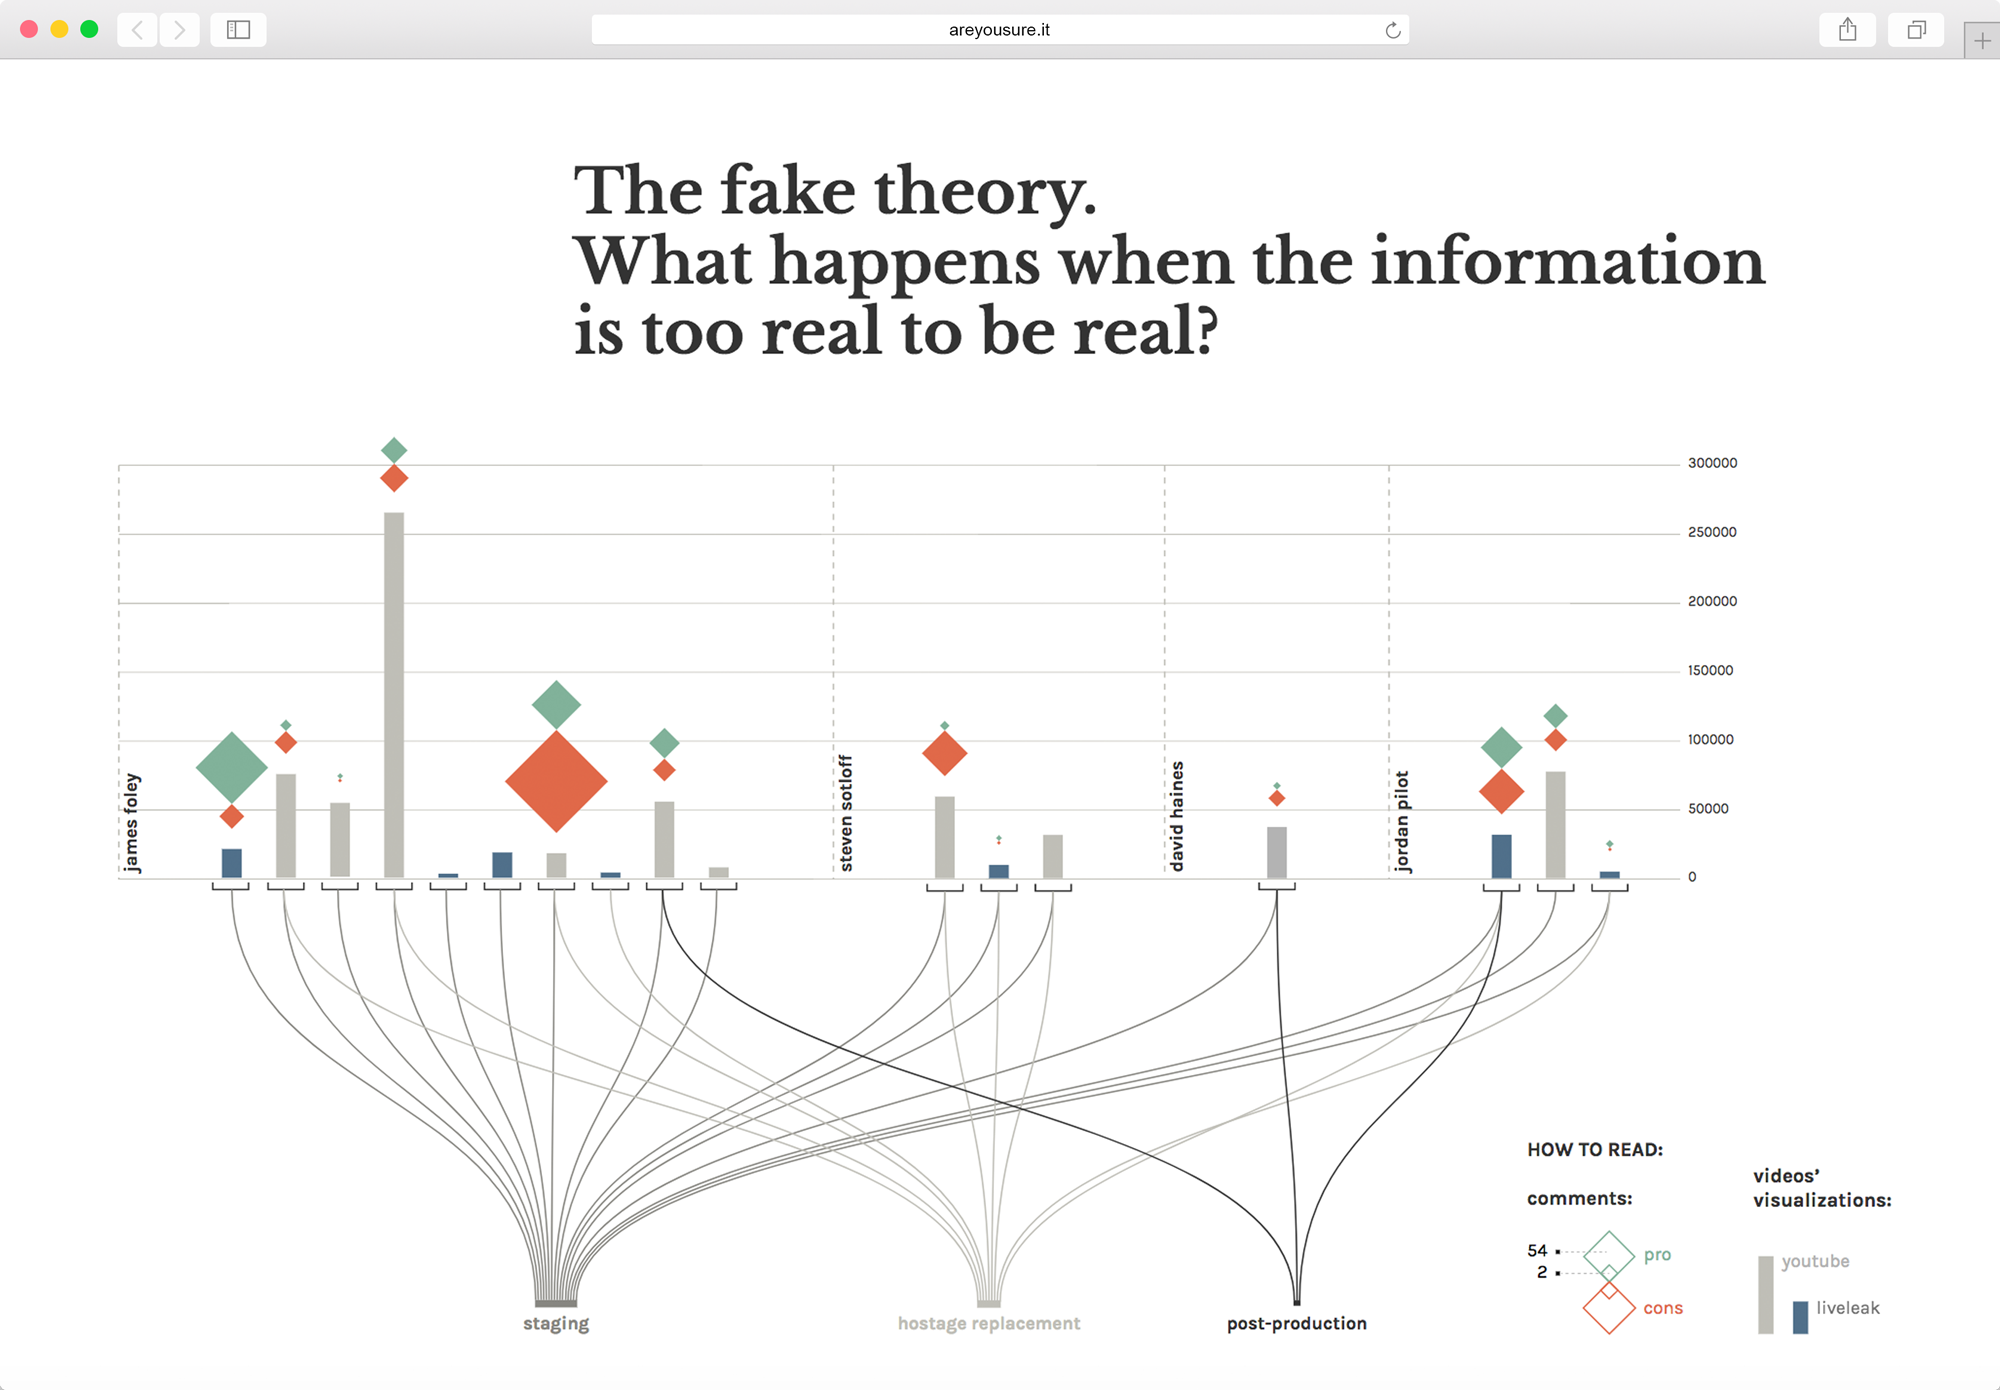 areyousure.it
The fake theory.
What happens when the information
is too real to be real?
300000
250000
200000
150000
100000
50000
0
james foley
steven sotloff
david haines
jordan pilot
staging
hostage replacement
post-production
HOW TO READ:
comments:
54
2
pro
cons
videos’
visualizations:
youtube
liveleak